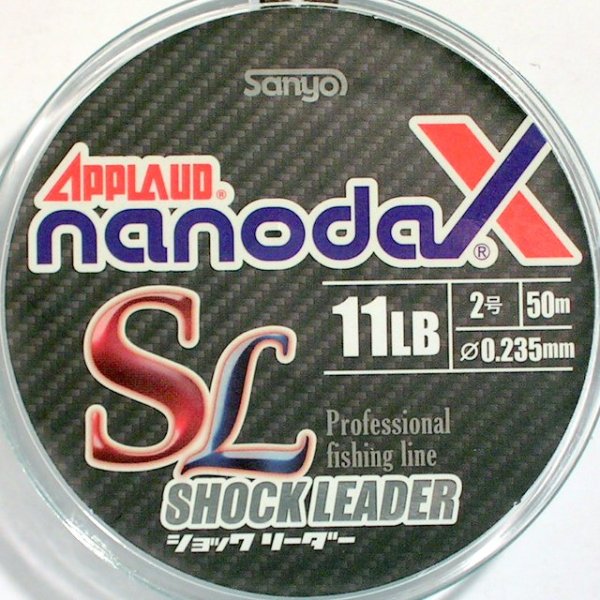 Sanyo
APPLAUD®
nanodaX®
11LB
2号
50m
Ø0.235mm
SL
Professional
fishing line
SHOCK LEADER
ショック リーダー